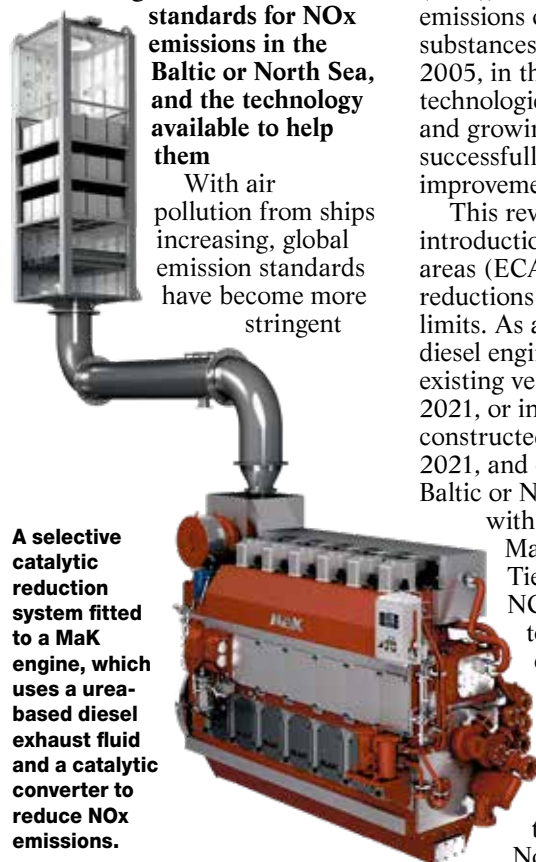 standards for NOx
emissions in the
Baltic or North Sea,
and the technology
available to help
them
With air
pollution from ships
increasing, global
emission standards
have become more
stringent
A selective
catalytic
reduction
system fitted
to a MaK
engine, which
uses a urea-
based diesel
exhaust fluid
and a catalytic
converter to
reduce NOx
emissions.
MaK
emissions
substances
2005, in th
technologie
and growin
successfull
improveme
This rev
introduction
areas (ECA
reductions
limits. As a
diesel engin
existing ve
2021, or in
constructed
2021, and
Baltic or N
with
Ma
Tie
No